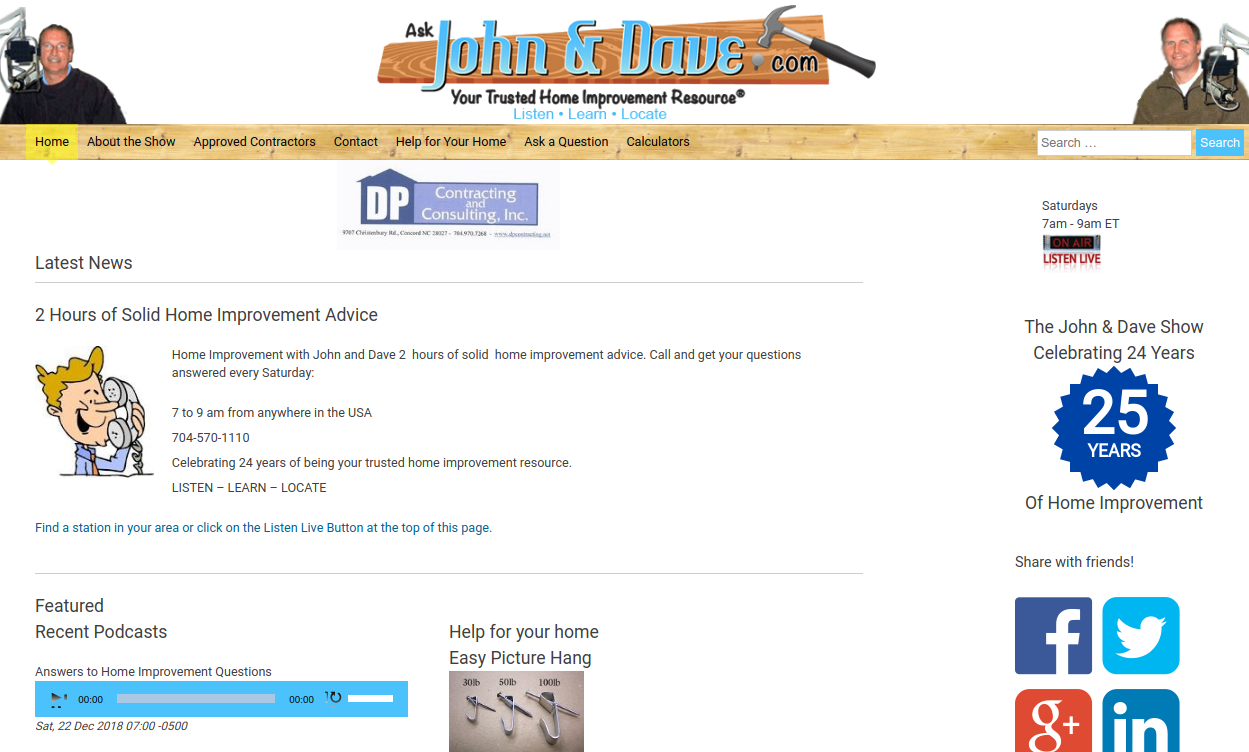 Ask
John & Dave.com
Your Trusted Home Improvement Resource®
Listen • Learn • Locate
Home About the Show Approved Contractors Contact Help for Your Home Ask a Question Calculators
Search …
Search
DP Contracting
and
Consulting, Inc.
9707 Christenbury Rd., Concord NC 28027 - 704.970.7268 - www.dpcontracting.net
Saturdays
7am - 9am ET
ON AIR
LISTEN LIVE
Latest News
2 Hours of Solid Home Improvement Advice
Home Improvement with John and Dave 2 hours of solid home improvement advice. Call and get your questions
answered every Saturday:
7 to 9 am from anywhere in the USA
704-570-1110
Celebrating 24 years of being your trusted home improvement resource.
LISTEN – LEARN – LOCATE
Find a station in your area or click on the Listen Live Button at the top of this page.
The John & Dave Show
Celebrating 24 Years
25
YEARS
Of Home Improvement
Share with friends!
f
g+
in
Featured
Recent Podcasts
Answers to Home Improvement Questions
00:00 00:00
Sat, 22 Dec 2018 07:00 -0500
Help for your home
Easy Picture Hang
30lb 50lb 100lb